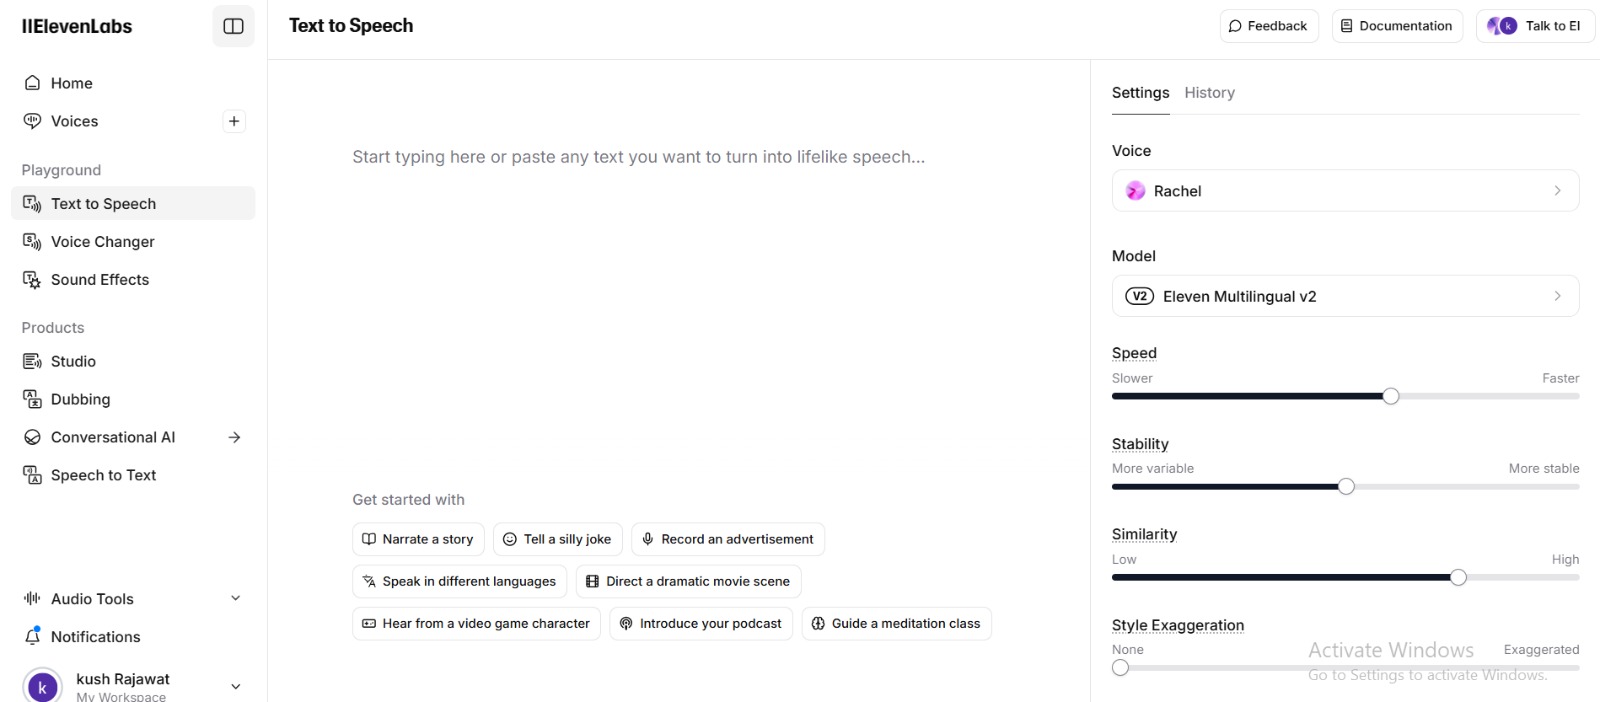 IIElevenLabs
Home
Voices
Playground
Text to Speech
Voice Changer
Sound Effects
Products
Studio
Dubbing
Conversational AI
Speech to Text
Audio Tools
Notifications
k
kush Rajawat
My Workspace
Text to Speech
Feedback
Documentation
k
Talk to El
Start typing here or paste any text you want to turn into lifelike speech...
Get started with
Narrate a story
Tell a silly joke
Record an advertisement
Speak in different languages
Direct a dramatic movie scene
Hear from a video game character
Introduce your podcast
Guide a meditation class
Settings History
Voice
Rachel
Model
V2 Eleven Multilingual v2
Speed
Slower Faster
Stability
More variable More stable
Similarity
Low High
Style Exaggeration
None Exaggerated
Activate Windows
Go to Settings to activate Windows.